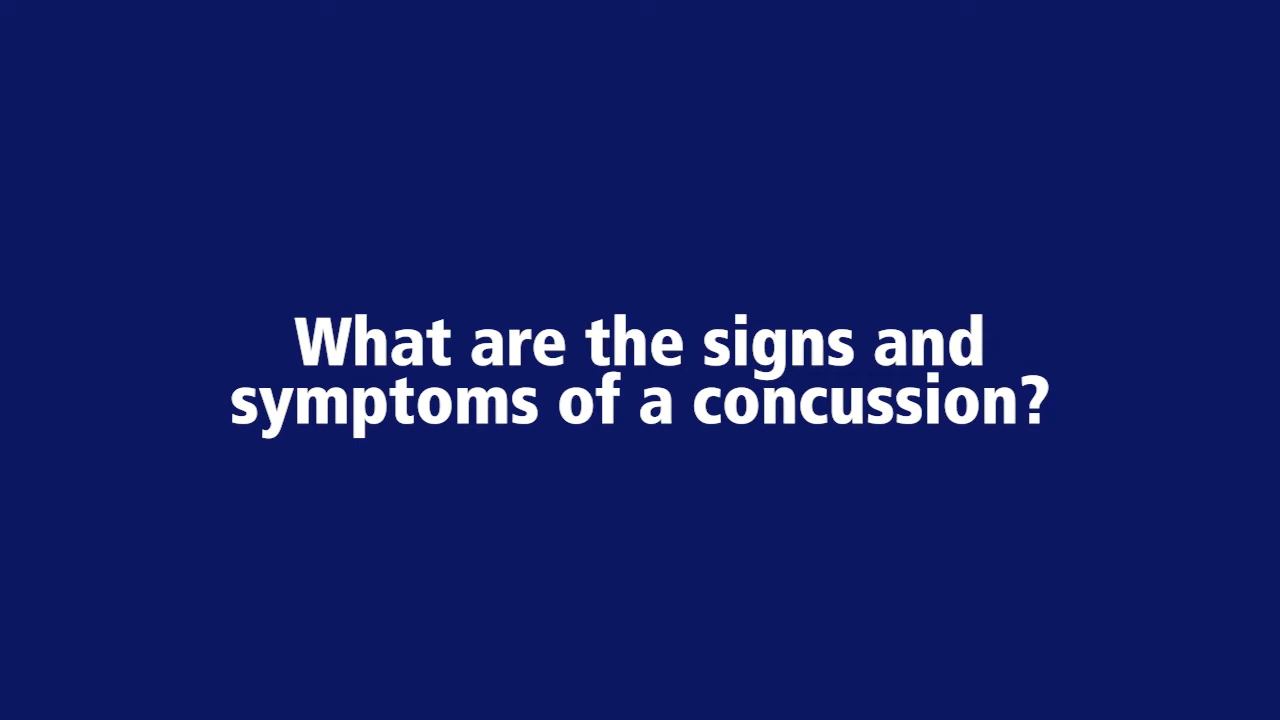 What are the signs and
symptoms of a concussion?